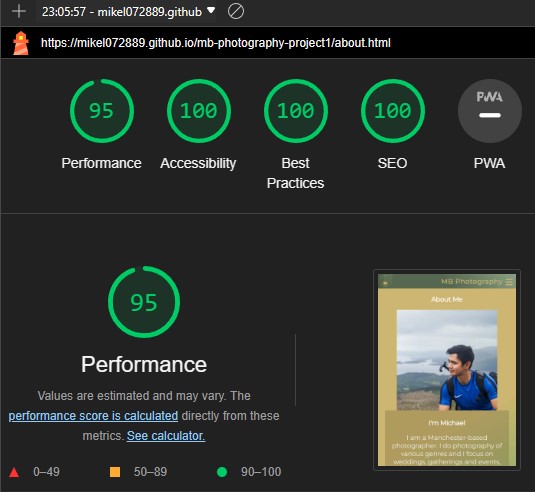 23:05:57 - mikel072889.github
https://mikel072889.github.io/mb-photography-project1/about.html
95
100
100
100
PWA
Performance
Accessibility
Best
Practices
SEO
PWA
95
Performance
Values are estimated and may vary. The
performance score is calculated directly from these
metrics. See calculator.
0–49
50–89
90–100
MB Photography
About Me
I'm Michael
I am a Manchester-based
photographer. I do photography
of various genres and I focus on
weddings, gatherings and events,